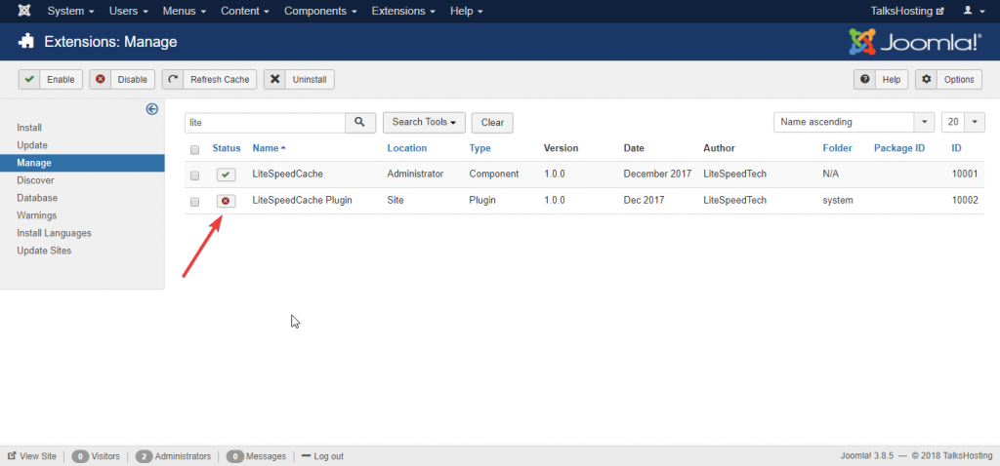 System Users Menus Content Components Extensions Help TalksHosting
Extensions: Manage Joomla!®
Enable Disable Refresh Cache Uninstall Help Options
lite Search Tools Clear Name ascending 20
Install
Update
Manage
Discover
Database
Warnings
Install Languages
Update Sites
Status Name Location Type Version Date Author Folder Package ID ID
LiteSpeedCache Administrator Component 1.0.0 December 2017 LiteSpeedTech N/A 10001
LiteSpeedCache Plugin Site Plugin 1.0.0 Dec 2017 LiteSpeedTech system 10002
View Site 0 Visitors 2 Administrators 0 Messages Log out Joomla! 3.8.5 — © 2018 TalksHosting